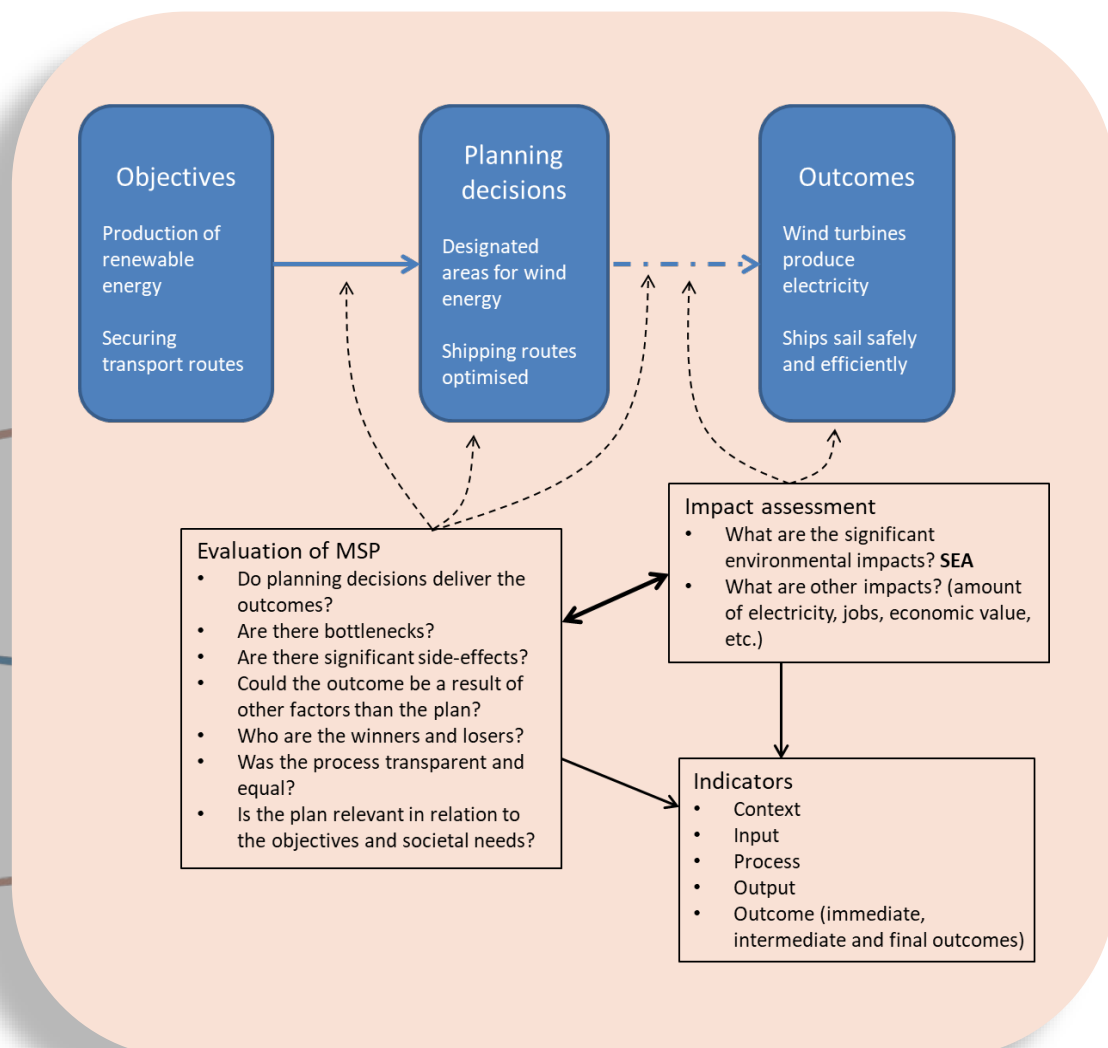 Objectives
Production of
renewable
energy
Securing
transport routes
Planning
decisions
Designated
areas for wind
energy
Shipping routes
optimised
Outcomes
Wind turbines
produce
electricity
Ships sail safely
and efficiently
Evaluation of MSP
• Do planning decisions deliver the
outcomes?
• Are there bottlenecks?
• Are there significant side-effects?
• Could the outcome be a result of
other factors than the plan?
• Who are the winners and losers?
• Was the process transparent and
equal?
• Is the plan relevant in relation to
the objectives and societal needs?
Impact assessment
• What are the significant
environmental impacts? SEA
• What are other impacts? (amount
of electricity, jobs, economic value,
etc.)
Indicators
• Context
• Input
• Process
• Output
• Outcome (immediate,
intermediate and final outcomes)